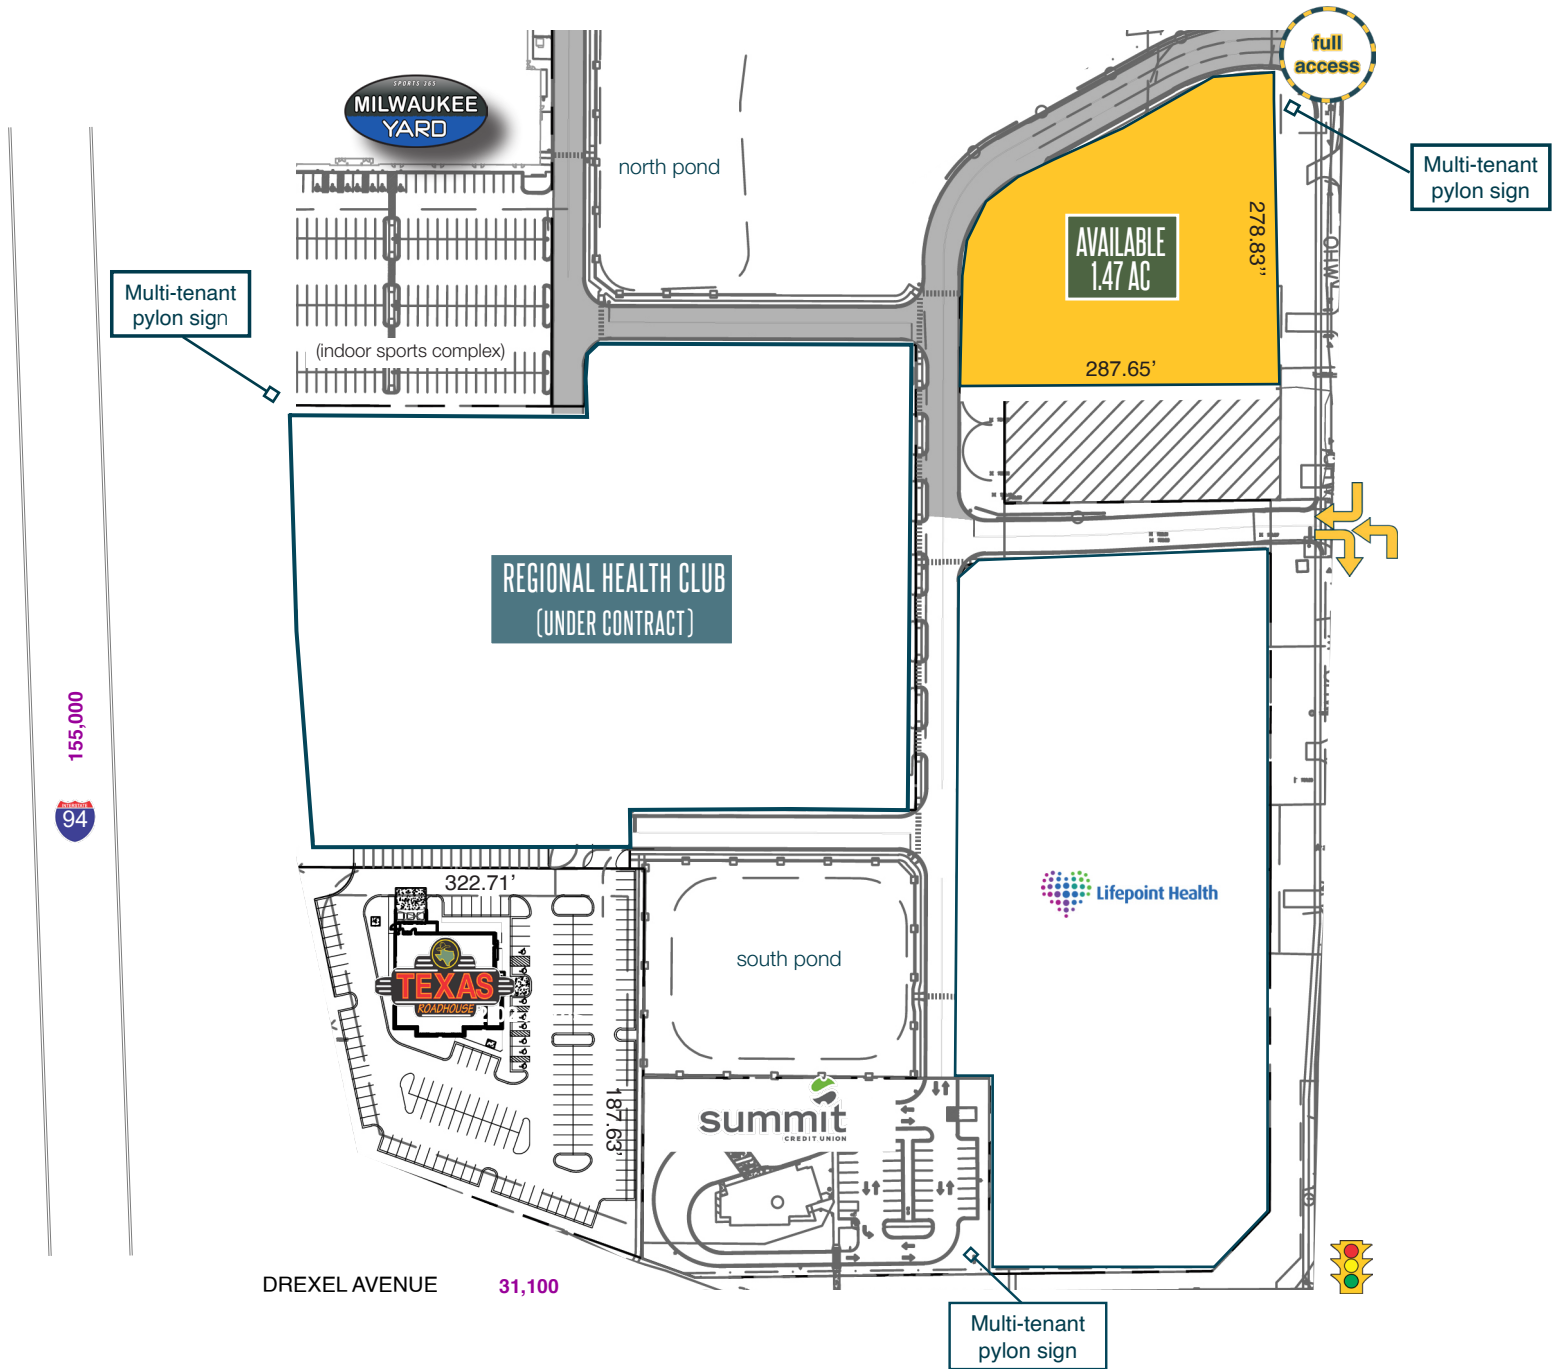 full
access
SPORTS 365
MILWAUKEE
YARD
north pond
Multi-tenant
pylon sign
278.83"
OHW
AVAILABLE
1.47 AC
Multi-tenant
pylon sign
(indoor sports complex)
287.65'
REGIONAL HEALTH CLUB
(UNDER CONTRACT)
155,000
INTERSTATE
94
322.71'
Lifepoint Health
south pond
TEXAS
ROADHOUSE
187.63'
summit
CREDIT UNION
DREXEL AVENUE 31,100
Multi-tenant
pylon sign